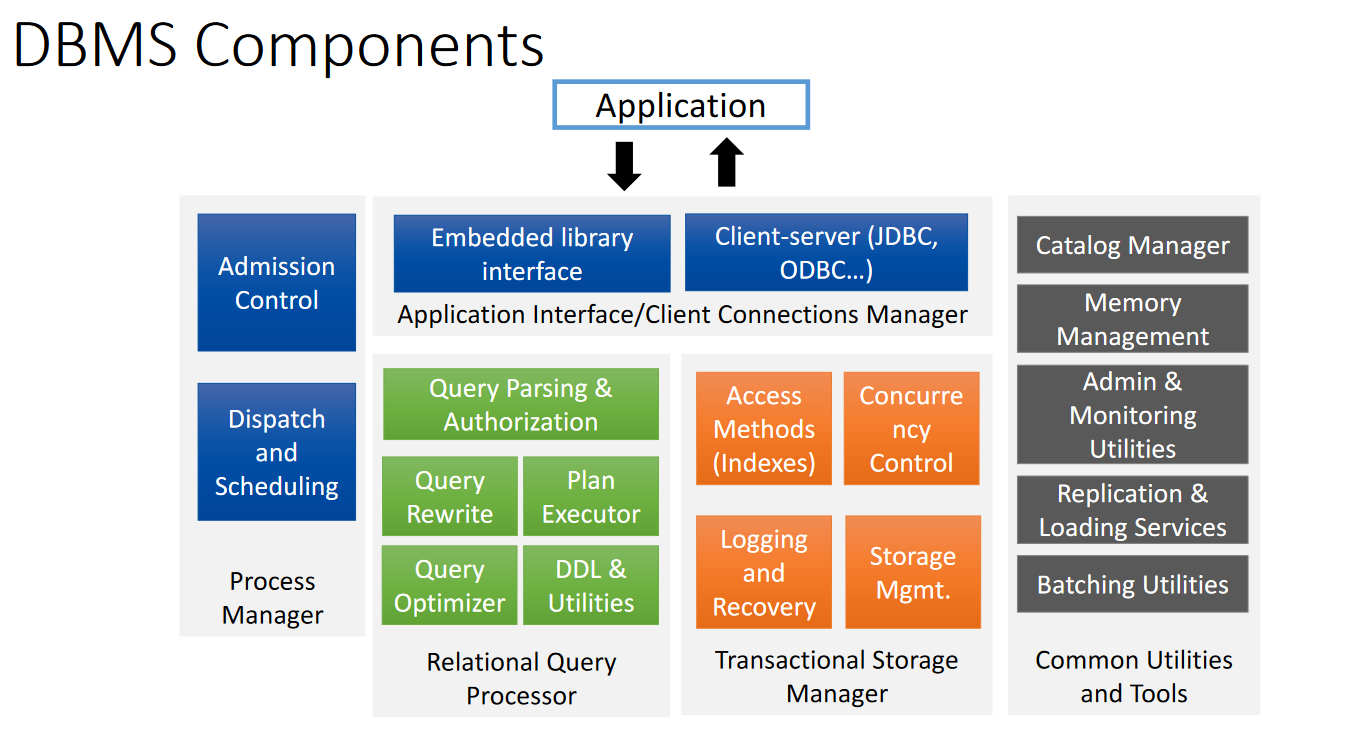 DBMS Components
Application
Admission
Control
Dispatch
and
Scheduling
Process
Manager
Embedded library
interface
Client-server (JDBC,
ODBC...)
Application Interface/Client Connections Manager
Query Parsing &
Authorization
Query
Rewrite
Plan
Executor
Query
Optimizer
DDL &
Utilities
Relational Query
Processor
Access
Methods
(Indexes)
Concurre
ncy
Control
Logging
and
Recovery
Storage
Mgmt.
Transactional Storage
Manager
Catalog Manager
Memory
Management
Admin &
Monitoring
Utilities
Replication &
Loading Services
Batching Utilities
Common Utilities
and Tools